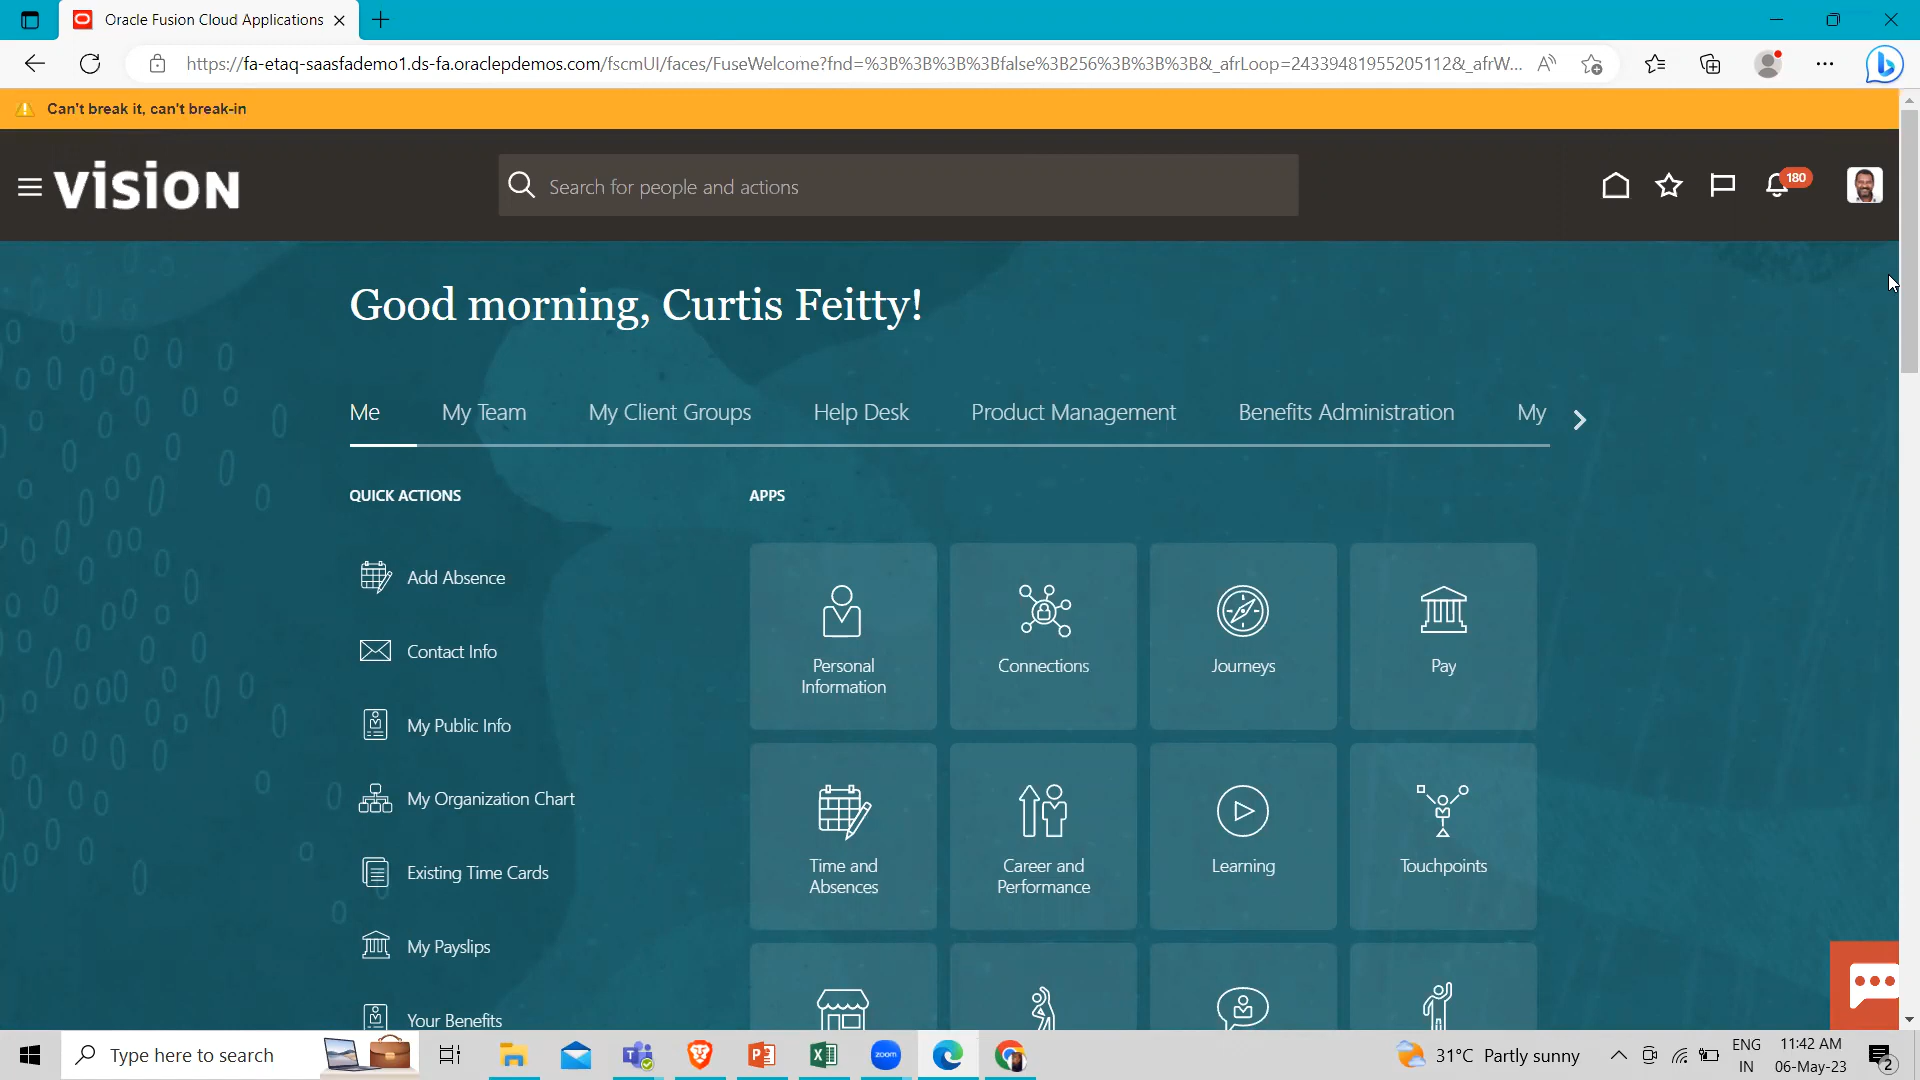 Oracle Fusion Cloud Applications
https://fa-etaq-saasfademo1.ds-fa.oraclepdemos.com/fscmUI/faces/FuseWelcome?fnd=%3B%3B%3B%3Bfalse%3B256%3B%3B%3B&_afrLoop=24339481955205112&_afrW...
Can't break it, can't break-in
vision
Search for people and actions
180
Good morning, Curtis Feitty!
Me My Team My Client Groups Help Desk Product Management Benefits Administration My
QUICK ACTIONS
Add Absence
Contact Info
My Public Info
My Organization Chart
Existing Time Cards
My Payslips
Your Benefits
APPS
Personal
Information
Connections
Journeys
Pay
Time and
Absences
Career and
Performance
Learning
Touchpoints
Type here to search
zoom
31°C Partly sunny
ENG
IN
11:42 AM
06-May-23
2